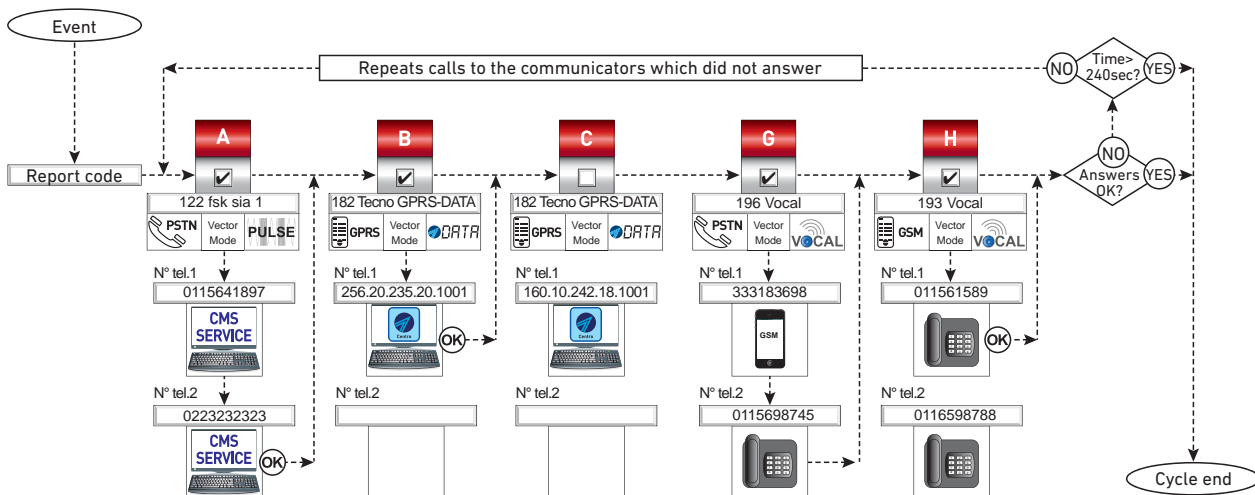 Event
Repeats calls to the communicators which did not answer
NO
Time>
240sec?
YES
A
B
C
G
H
Report code
NO
Answers
OK?
YES
122 fsk sia 1
182 Tecno GPRS-DATA
182 Tecno GPRS-DATA
196 Vocal
193 Vocal
PSTN
Vector
Mode
PULSE
GPRS
Vector
Mode
DATA
GPRS
Vector
Mode
DATA
PSTN
Vector
Mode
VOCAL
GSM
Vector
Mode
VOCAL
N° tel.1
N° tel.1
N° tel.1
N° tel.1
N° tel.1
0115641897
256.20.235.20.1001
160.10.242.18.1001
333183698
011561589
CMS
SERVICE
Centro
OK
Centro
GSM
OK
N° tel.2
N° tel.2
N° tel.2
N° tel.2
N° tel.2
0223232323
0115698745
0116598788
CMS
SERVICE
OK
Cycle end